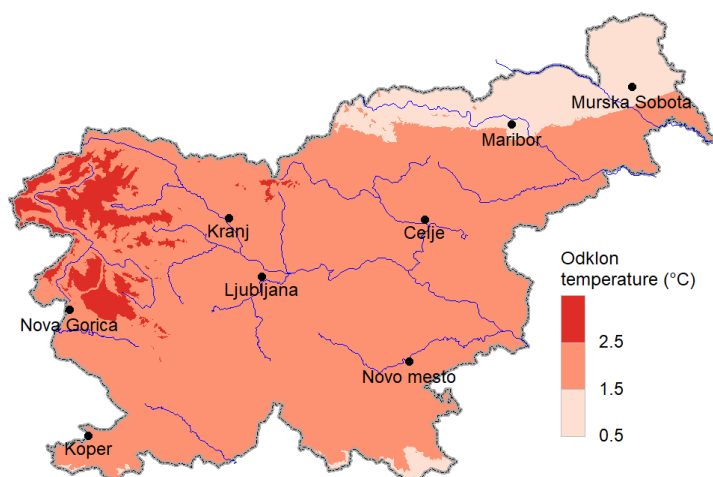 Murska Sobota
Maribor
Kranj
Celje
Odklon
temperature (°C)
Ljubljana
Nova Gorica
2.5
Novo mesto
1.5
0.5
Koper